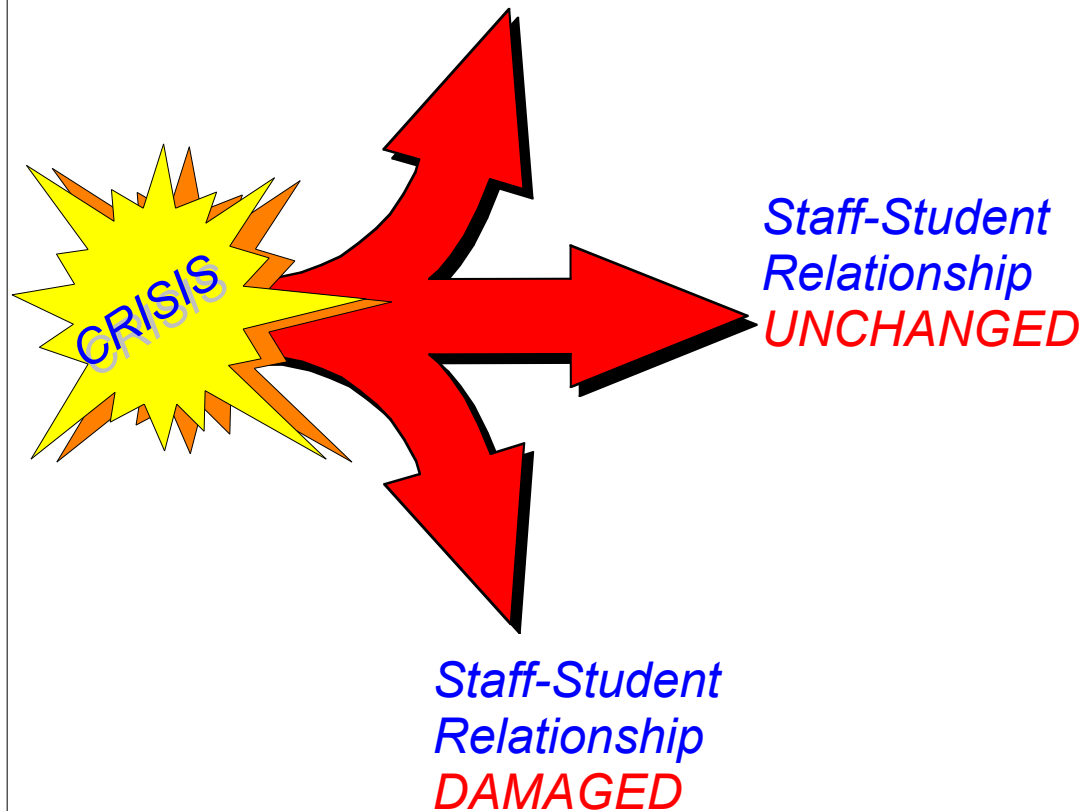 CRISIS
Staff-Student
Relationship
UNCHANGED
Staff-Student
Relationship
DAMAGED